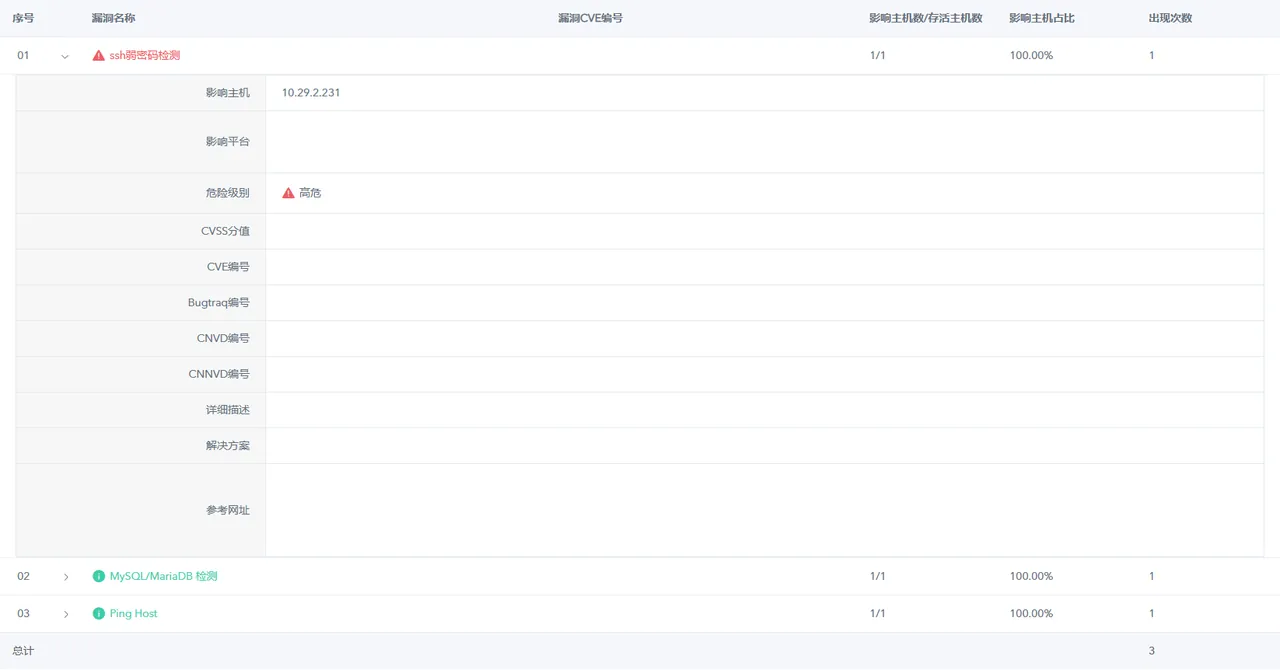 序号 漏洞名称 漏洞CVE编号 影响主机数/存活主机数 影响主机占比 出现次数
01 ssh弱密码检测 1/1 100.00% 1
影响主机 10.29.2.231
影响平台
危险级别 高危
CVSS分值
CVE编号
Bugtraq编号
CNVD编号
CNNVD编号
详细描述
解决方案
参考网址
02 MySQL/MariaDB 检测 1/1 100.00% 1
03 Ping Host 1/1 100.00% 1
总计 3